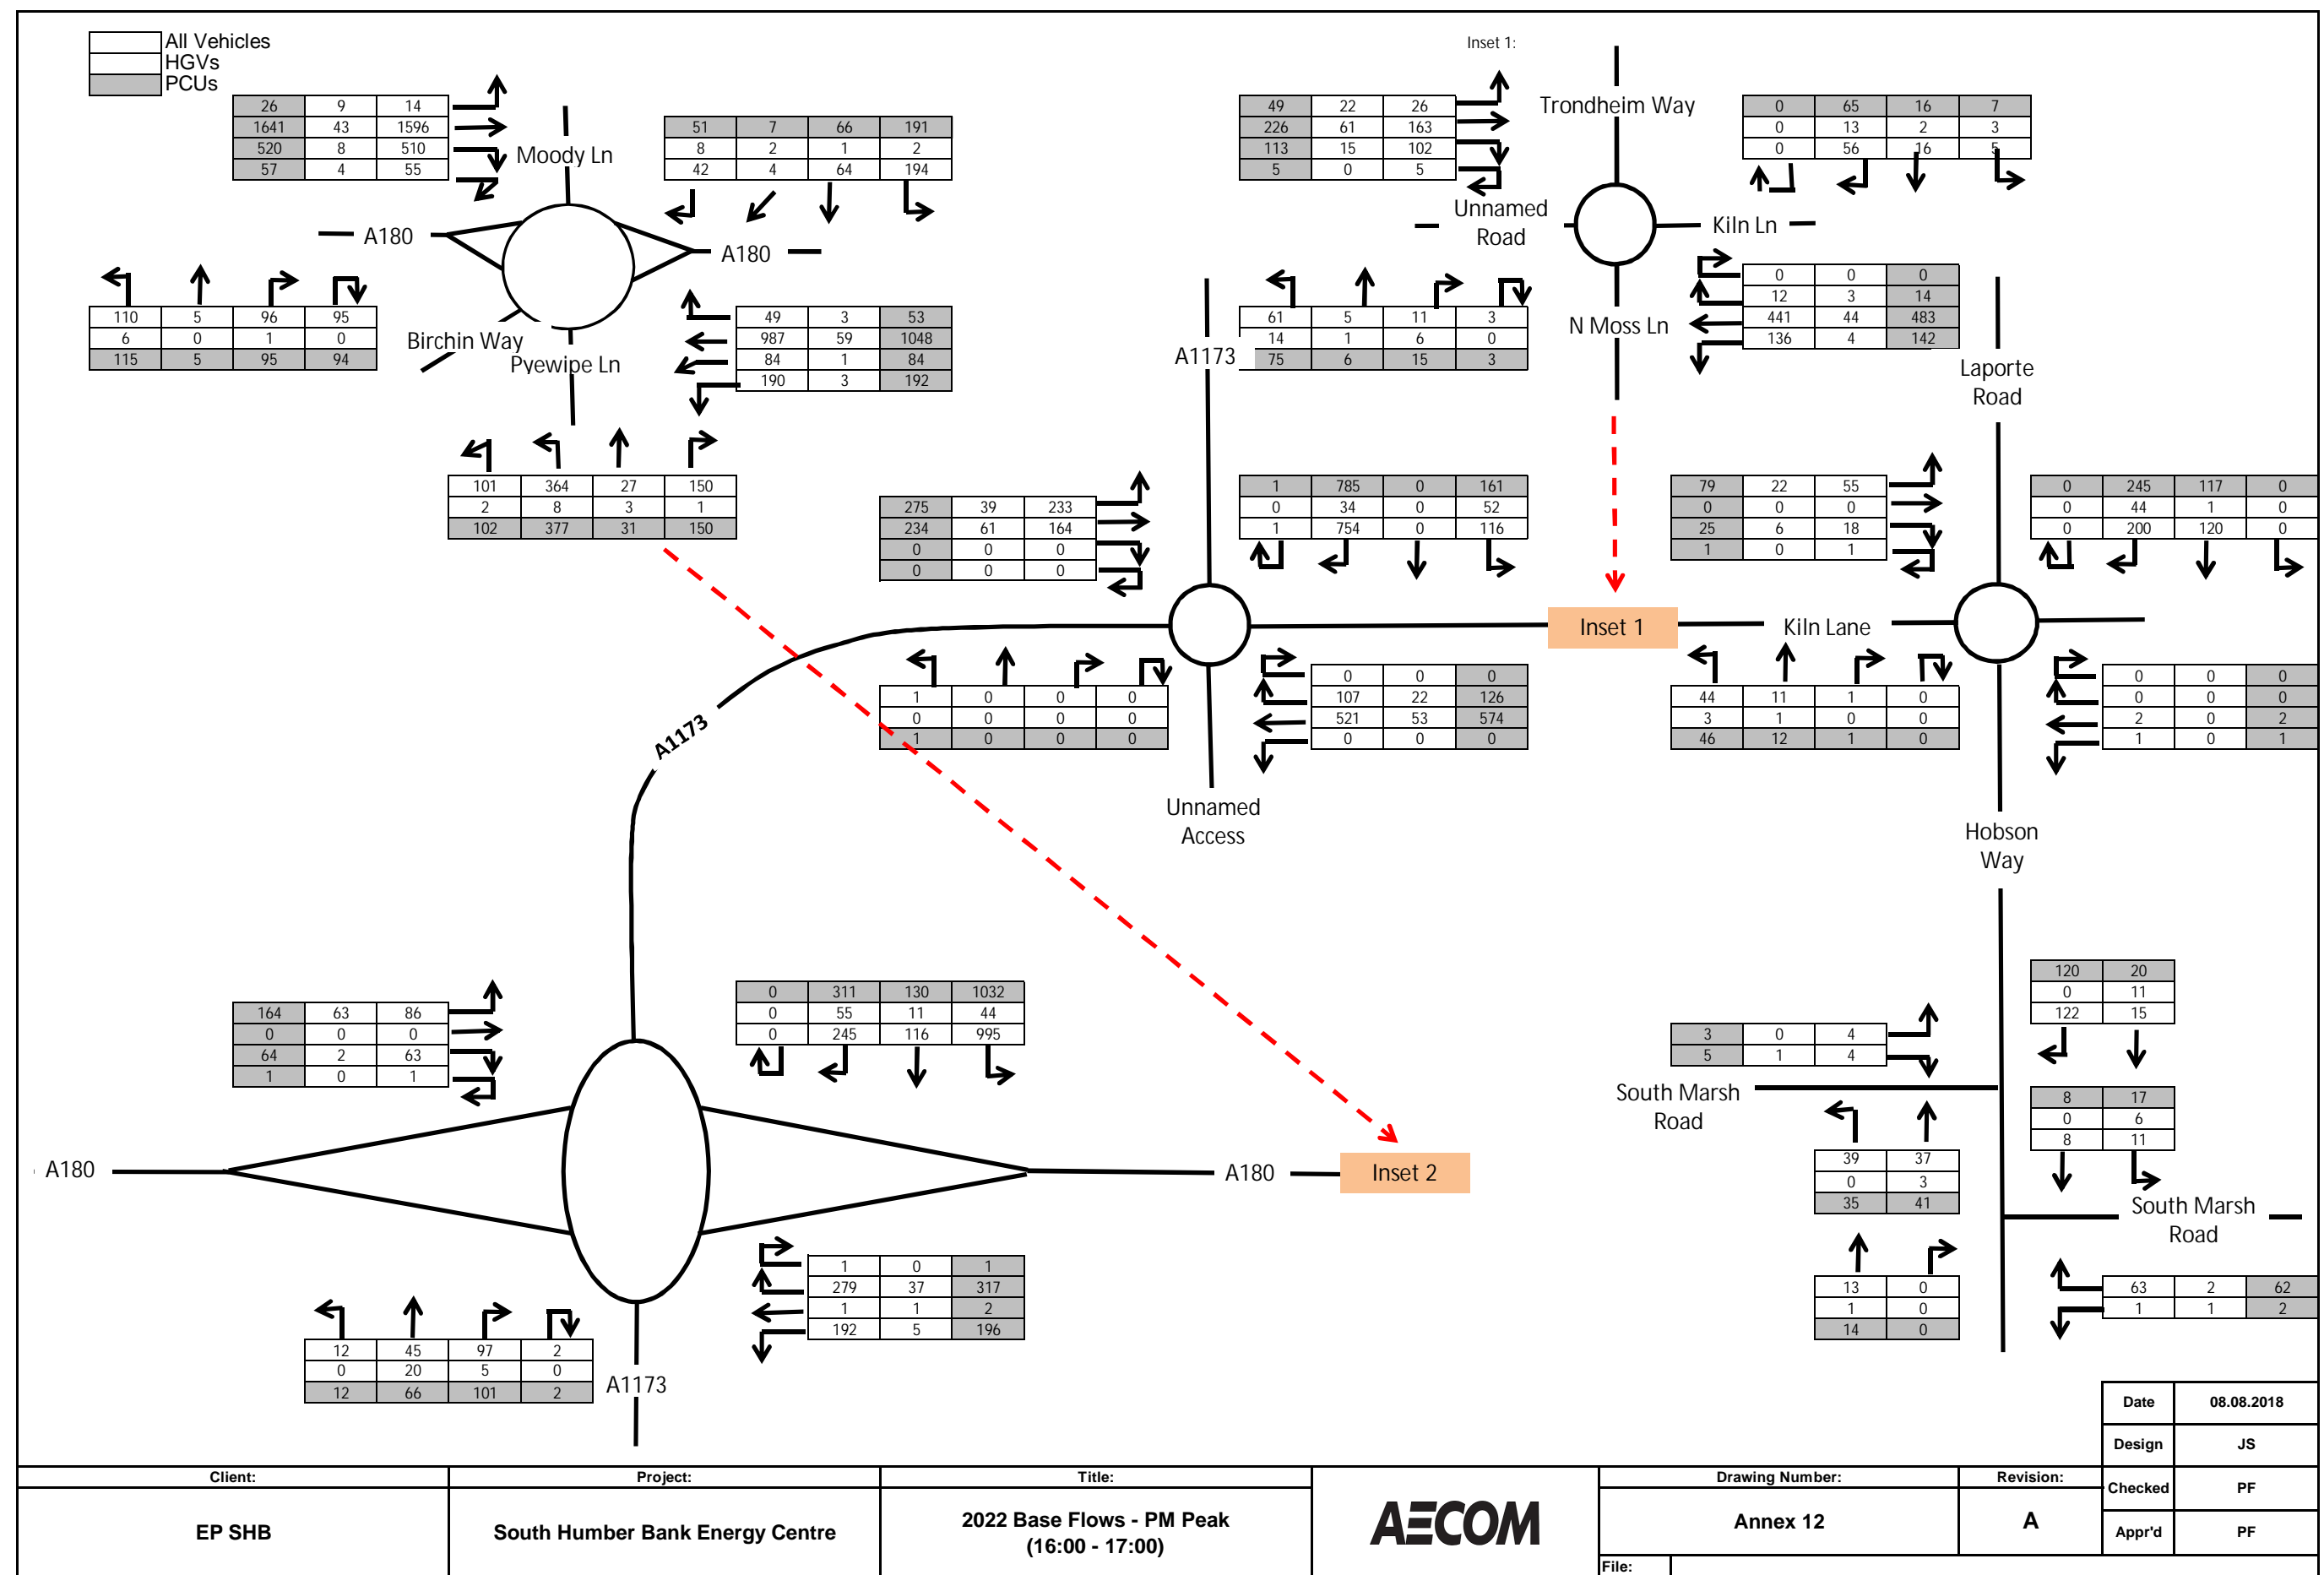 All Vehicles
HGVs
PCUs
26 9 14
1641 43 1596
520 8 510
57 4 55
Moody Ln
51 7 66 191
8 2 1 2
42 4 64 194
A180
A180
110 5 96 95
6 0 1 0
115 5 95 94
Birchin Way
Pyewipe Ln
49 3 53
987 59 1048
84 1 84
190 3 192
101 364 27 150
2 8 3 1
102 377 31 150
Inset 1:
49 22 26
226 61 163
113 15 102
5 0 5
Trondheim Way
0 65 16 7
0 13 2 3
0 56 16 5
Unnamed
Road
Kiln Ln
61 5 11 3
14 1 6 0
75 6 15 3
N Moss Ln
0 0 0
12 3 14
441 44 483
136 4 142
A1173
Laporte
Road
275 39 233
234 61 164
0 0 0
0 0 0
1 785 0 161
0 34 0 52
1 754 0 116
79 22 55
0 0 0
25 6 18
1 0 1
0 245 117 0
0 44 1 0
0 200 120 0
Inset 1
Kiln Lane
1 0 0 0
0 0 0 0
1 0 0 0
0 0 0
107 22 126
521 53 574
0 0 0
44 11 1 0
3 1 0 0
46 12 1 0
0 0 0
0 0 0
2 0 2
1 0 1
A1173
Unnamed
Access
Hobson
Way
164 63 86
0 0 0
64 2 63
1 0 1
0 311 130 1032
0 55 11 44
0 245 116 995
120 20
0 11
122 15
3 0 4
5 1 4
South Marsh
Road
8 17
0 6
8 11
39 37
0 3
35 41
A180
A180
Inset 2
South Marsh
Road
1 0 1
279 37 317
1 1 2
192 5 196
13 0
1 0
14 0
63 2 62
1 1 2
12 45 97 2
0 20 5 0
12 66 101 2
A1173
Date 08.08.2018
Design JS
Checked PF
Appr'd PF
Client:
EP SHB
Project:
South Humber Bank Energy Centre
Title:
2022 Base Flows - PM Peak
(16:00 - 17:00)
AECOM
Drawing Number:
Annex 12
Revision:
A
File: